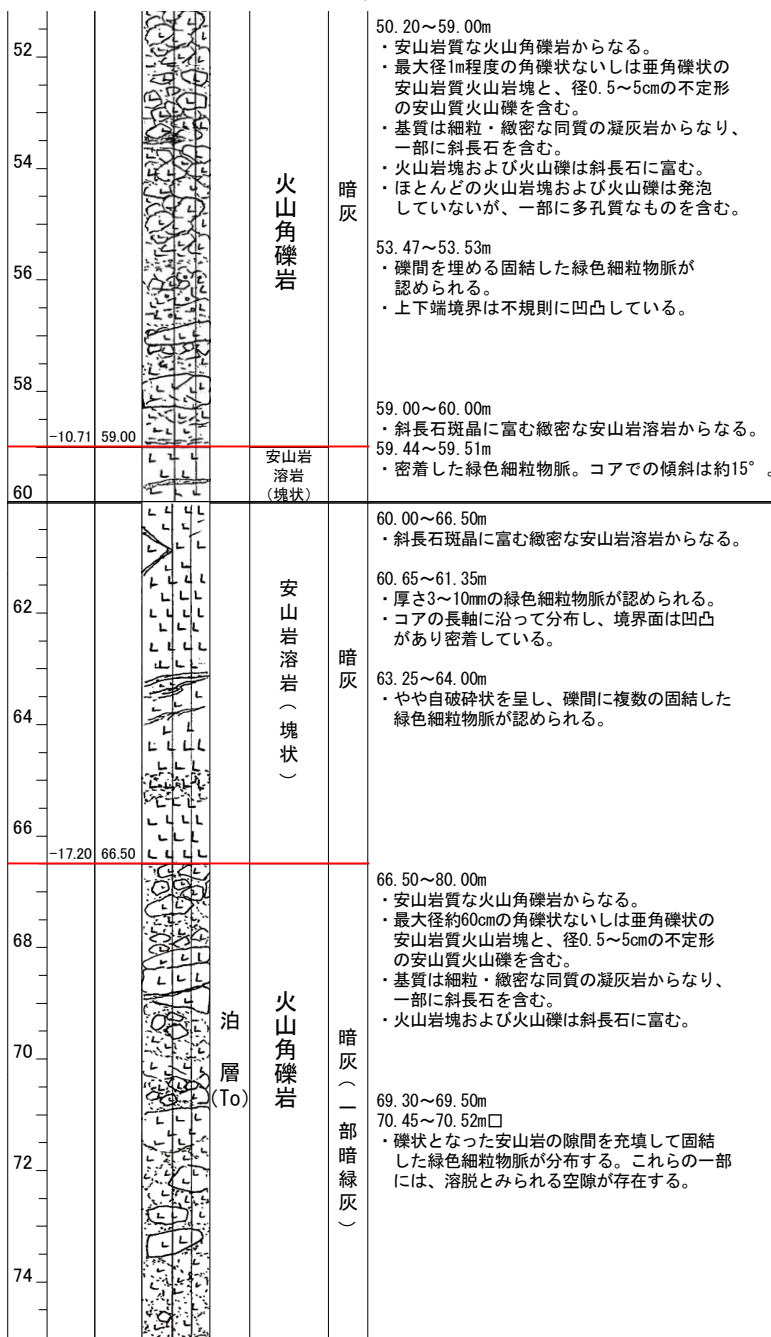 50.20～59.00m
・安山岩質な火山角礫岩からなる。
・最大径1m程度の角礫状ないしは亜角礫状の
安山岩質火山岩塊と、径0.5～5cmの不定形
の安山質火山礫を含む。
・基質は細粒・緻密な同質の凝灰岩からなり、
一部に斜長石を含む。
・火山岩塊および火山礫は斜長石に富む。
・ほとんどの火山岩塊および火山礫は発泡
していないが、一部に多孔質なものを含む。
53.47～53.53m
・礫間を埋める固結した緑色細粒物脈が
認められる。
・上下端境界は不規則に凹凸している。
52
54
56
58
火山角礫岩
暗灰
-10.71 59.00
59.00～60.00m
・斜長石斑晶に富む緻密な安山岩溶岩からなる。
59.44～59.51m
・密着した緑色細粒物脈。コアでの傾斜は約15°。
安山岩
溶岩
(塊状)
60
60.00～66.50m
・斜長石斑晶に富む緻密な安山岩溶岩からなる。
60.65～61.35m
・厚さ3～10mmの緑色細粒物脈が認められる。
・コアの長軸に沿って分布し、境界面は凹凸
があり密着している。
63.25～64.00m
・やや自破砕状を呈し、礫間に複数の固結した
緑色細粒物脈が認められる。
62
64
66
安山岩溶岩(塊状)
暗灰
-17.20 66.50
66.50～80.00m
・安山岩質な火山角礫岩からなる。
・最大径約60cmの角礫状ないしは亜角礫状の
安山岩質火山岩塊と、径0.5～5cmの不定形
の安山質火山礫を含む。
・基質は細粒・緻密な同質の凝灰岩からなり、
一部に斜長石を含む。
・火山岩塊および火山礫は斜長石に富む。
69.30～69.50m
70.45～70.52m□
・礫状となった安山岩の隙間を充填して固結
した緑色細粒物脈が分布する。これらの一部
には、溶脱とみられる空隙が存在する。
68
70
72
74
泊層
(To)
火山角礫岩
暗灰(一部暗緑灰)